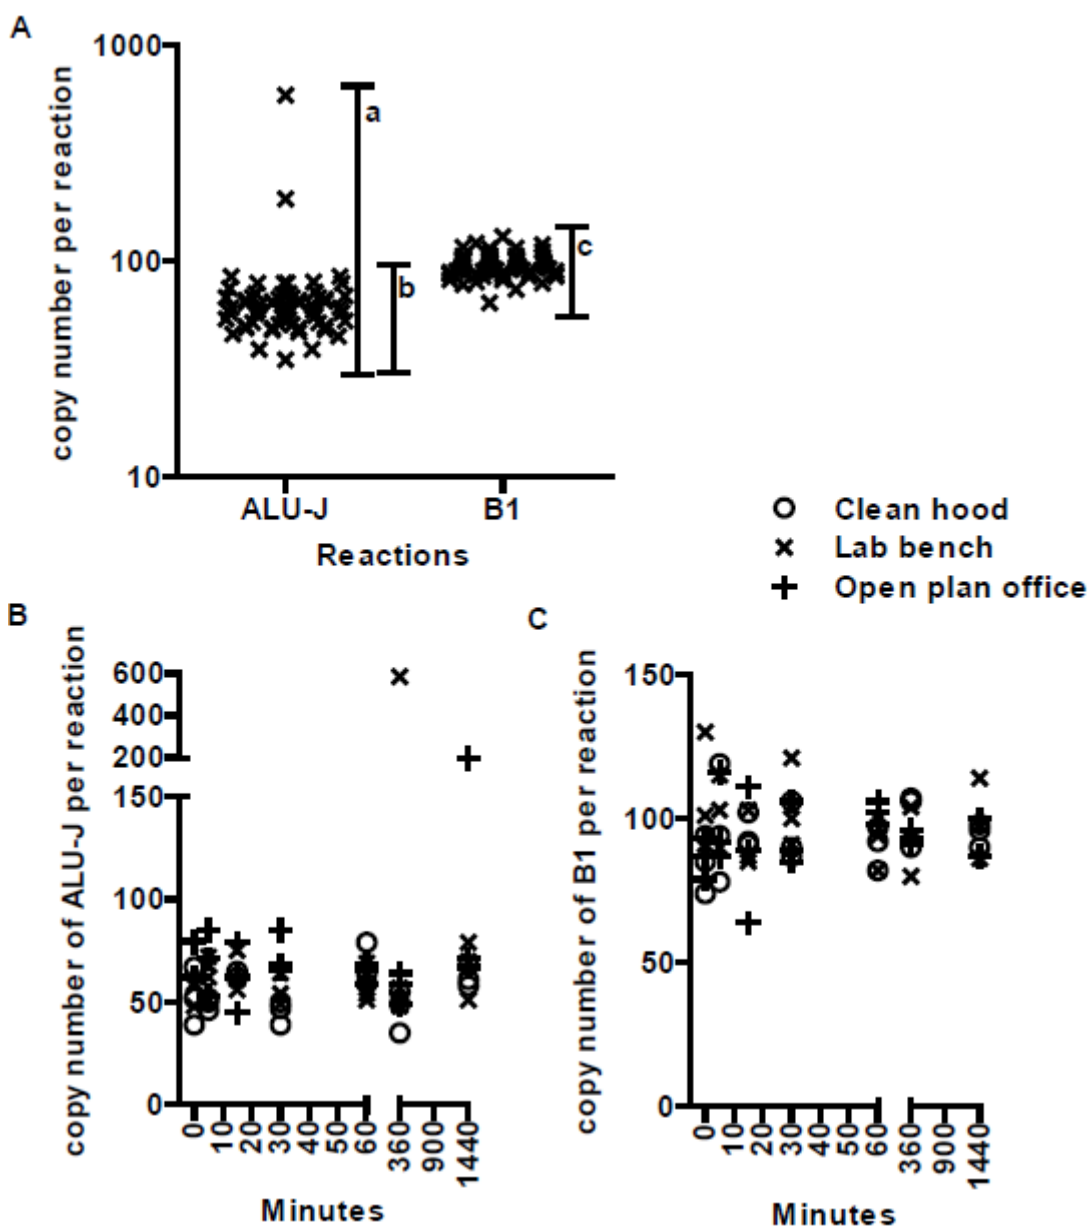 A
copy number per reaction
1000
100
10
a
b
c
ALU-J B1
Reactions
Clean hood
Lab bench
Open plan office
B
copy number of ALU-J per reaction
600
400
200
150
100
50
0
0 10 20 30 40 50 60 360 900 1440
Minutes
C
copy number of B1 per reaction
150
100
50
0
0 10 20 30 40 50 60 360 900 1440
Minutes